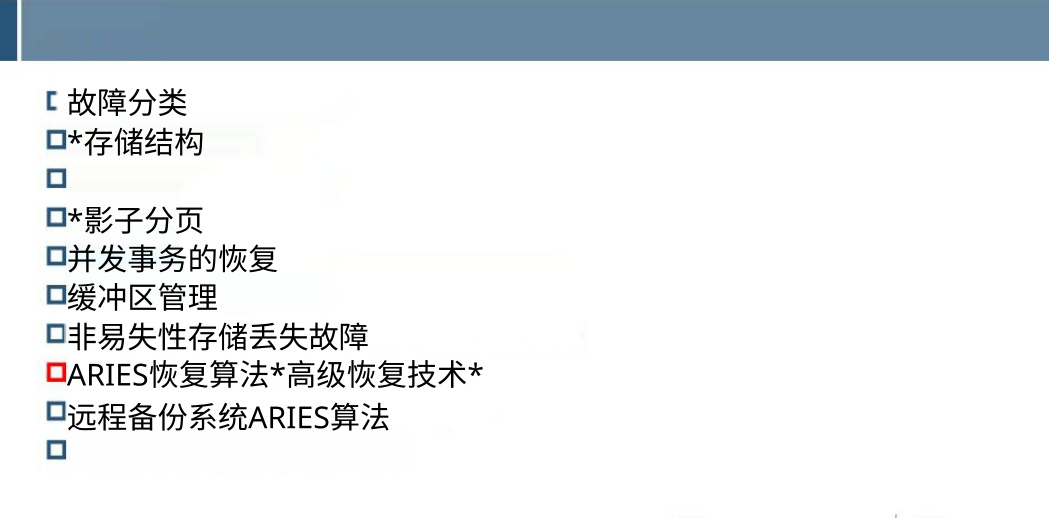 故障分类
*存储结构
*影子分页
并发事务的恢复
缓冲区管理
非易失性存储丢失故障
ARIES恢复算法*高级恢复技术*
远程备份系统ARIES算法